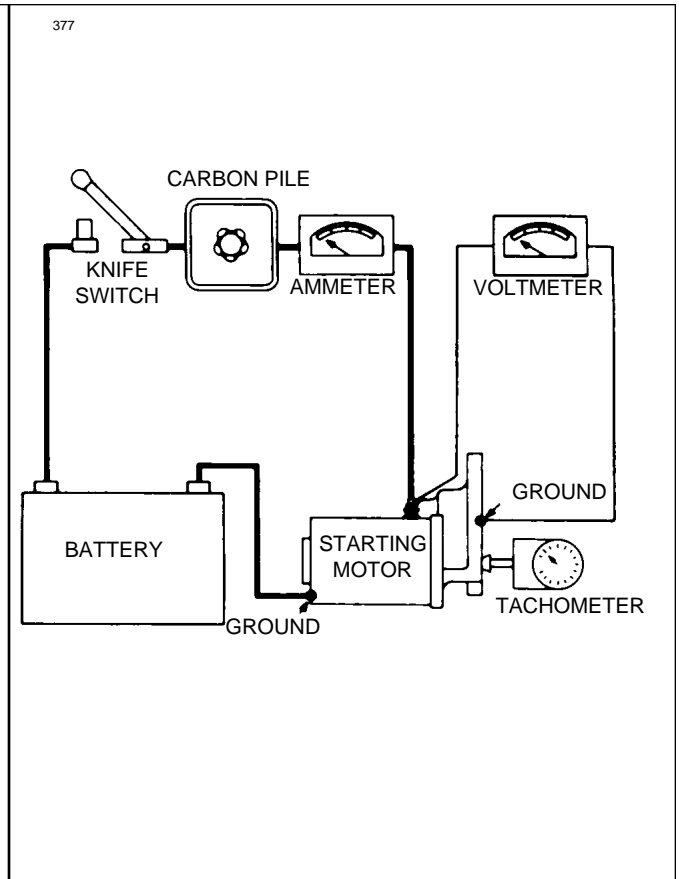 377
CARBON PILE
KNIFE
SWITCH
AMMETER
VOLTMETER
GROUND
BATTERY
STARTING
MOTOR
TACHOMETER
GROUND